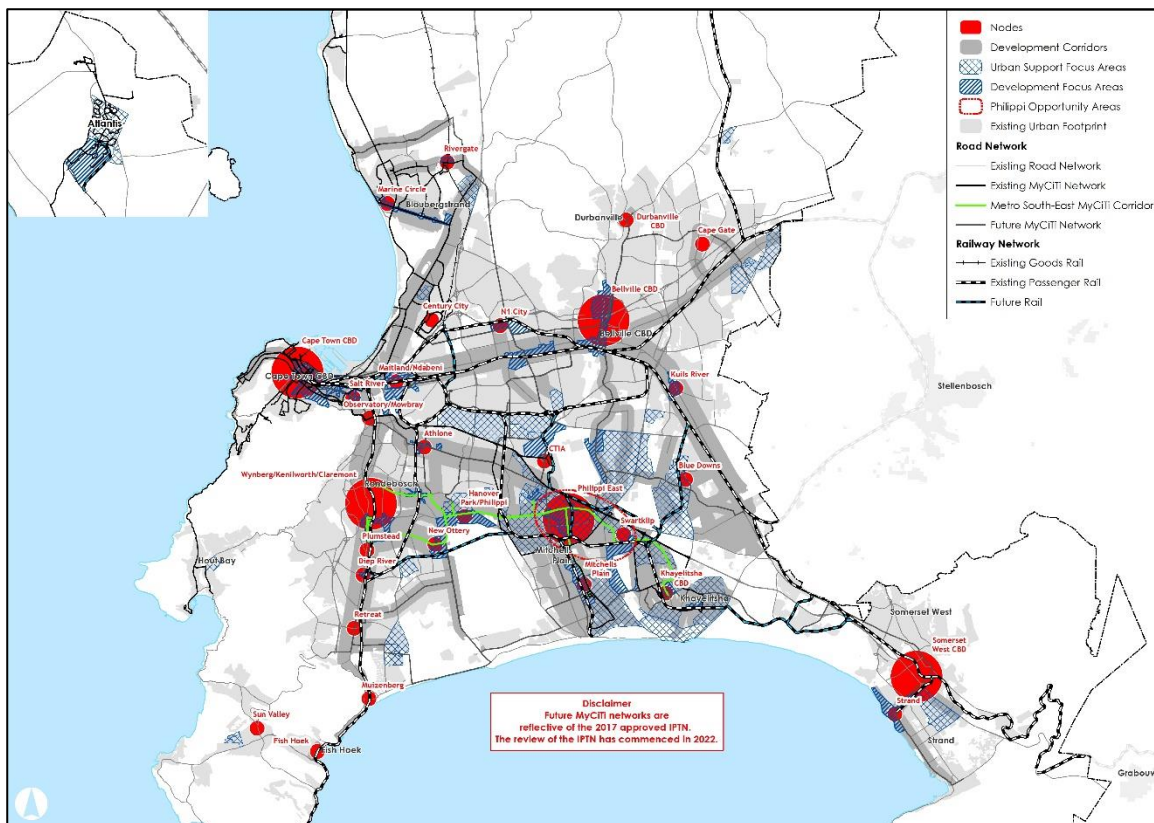 Atlantis
Nodes
Development Corridors
Urban Support Focus Areas
Development Focus Areas
Philippi Opportunity Areas
Existing Urban Footprint
Road Network
Existing Road Network
Existing MyCiTi Network
Metro South-East MyCiTi Corridor
Future MyCiTi Network
Railway Network
Existing Goods Rail
Existing Passenger Rail
Future Rail
Rivergate
Marine Circle
Bloubergstrand
Durbanville
Durbanville
CBD
Cape Gate
Bellville CBD
Bellville CBD
Century City
N1 City
Cape Town CBD
Cape Town CBD
Maitland/Ndabeni
Salt River
Observatory/Mowbray
Kuils River
Stellenbosch
Athlone
CTIA
Blue Downs
Wynberg/Kenilworth/Claremont
Rondebosch
Hanover
Park/Philippi
Philippi East
Swartklip
New Ottery
Plumstead
Diep River
Mitchells
Plain
Mitchells
Plain
Khayelitsha
CBD
Khayelitsha
Hout Bay
Retreat
Somerset West
Somerset
West CBD
Muizenberg
Strand
Strand
Sun Valley
Fish Hoek
Fish Hoek
Grabouw
Disclaimer
Future MyCiTi networks are
reflective of the 2017 approved IPTN.
The review of the IPTN has commenced in 2022.